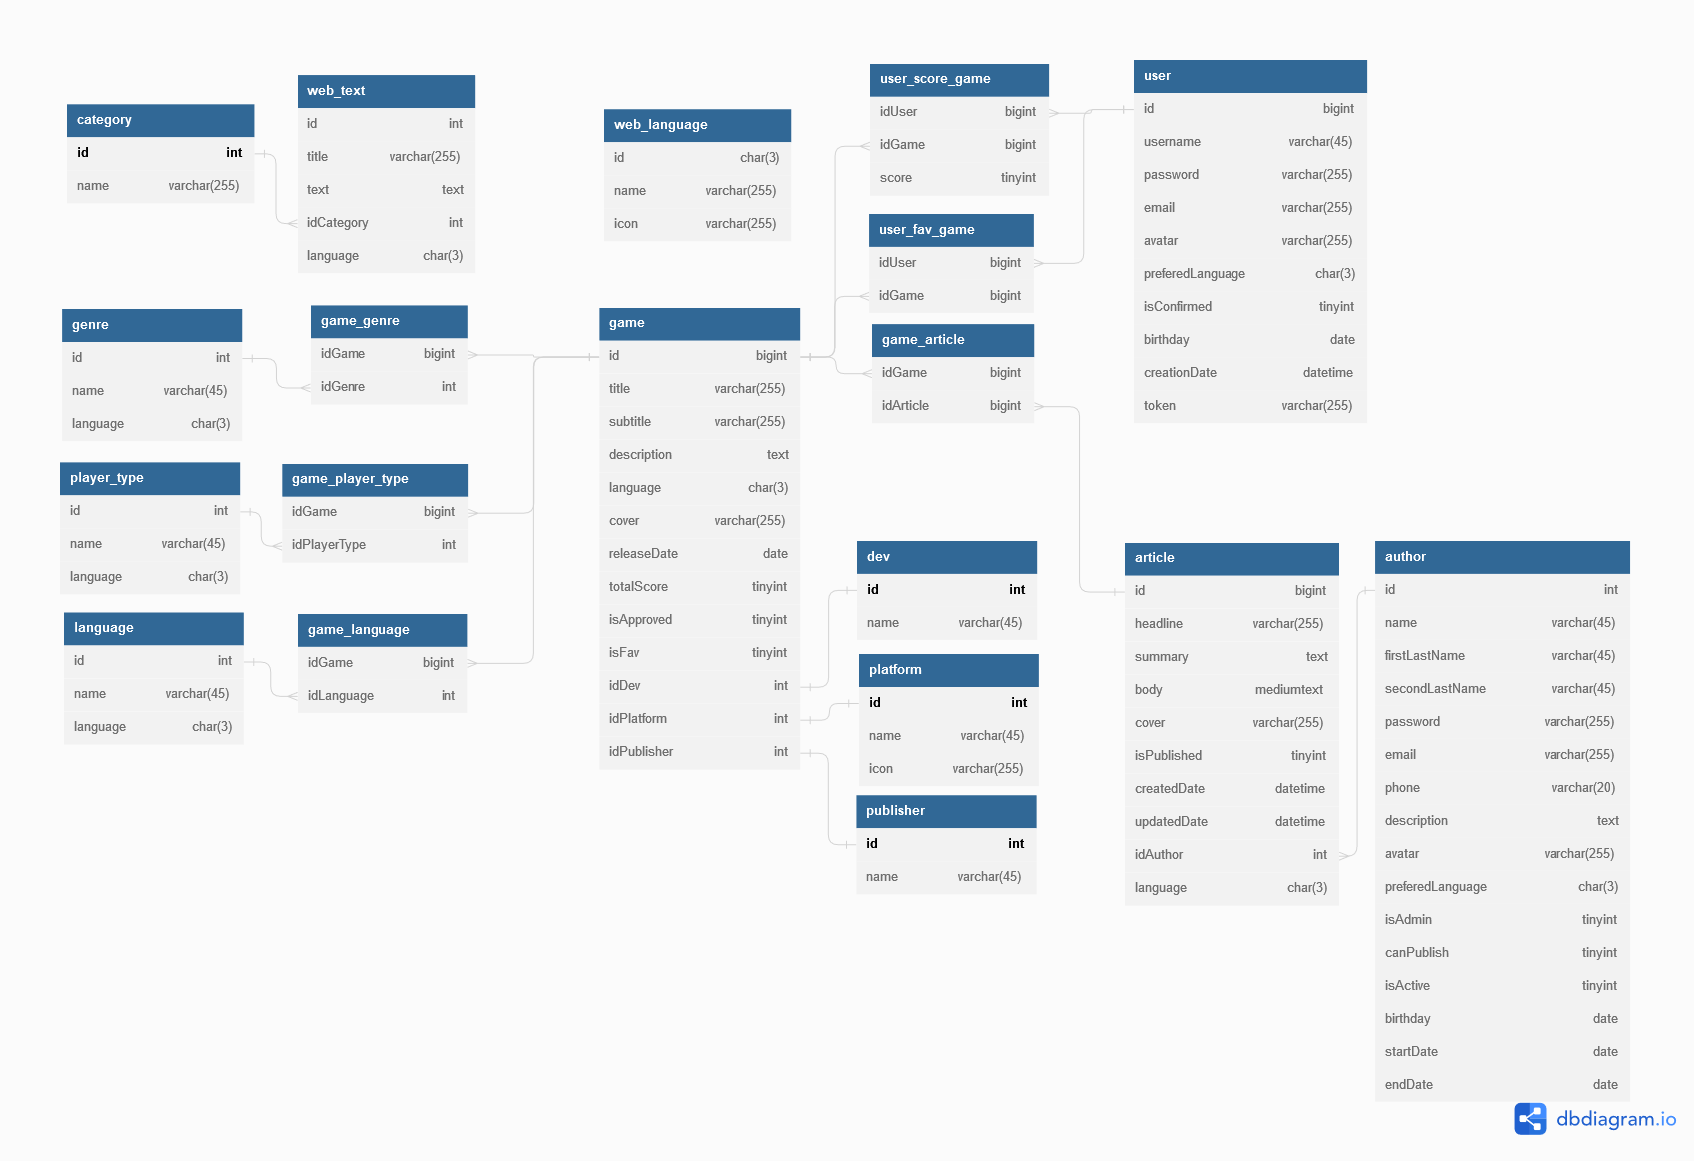 category
id int
name varchar(255)
web_text
id int
title varchar(255)
text text
idCategory int
language char(3)
web_language
id char(3)
name varchar(255)
icon varchar(255)
user_score_game
idUser bigint
idGame bigint
score tinyint
user
id bigint
username varchar(45)
password varchar(255)
email varchar(255)
avatar varchar(255)
preferedLanguage char(3)
isConfirmed tinyint
birthday date
creationDate datetime
token varchar(255)
user_fav_game
idUser bigint
idGame bigint
game_article
idGame bigint
idArticle bigint
genre
id int
name varchar(45)
language char(3)
game_genre
idGame bigint
idGenre int
game
id bigint
title varchar(255)
subtitle varchar(255)
description text
language char(3)
cover varchar(255)
releaseDate date
totalScore tinyint
isApproved tinyint
isFav tinyint
idDev int
idPlatform int
idPublisher int
player_type
id int
name varchar(45)
language char(3)
game_player_type
idGame bigint
idPlayerType int
language
id int
name varchar(45)
language char(3)
game_language
idGame bigint
idLanguage int
dev
id int
name varchar(45)
platform
id int
name varchar(45)
icon varchar(255)
publisher
id int
name varchar(45)
article
id bigint
headline varchar(255)
summary text
body mediumtext
cover varchar(255)
isPublished tinyint
createdDate datetime
updatedDate datetime
idAuthor int
language char(3)
author
id int
name varchar(45)
firstLastName varchar(45)
secondLastName varchar(45)
password varchar(255)
email varchar(255)
phone varchar(20)
description text
avatar varchar(255)
preferedLanguage char(3)
isAdmin tinyint
canPublish tinyint
isActive tinyint
birthday date
startDate date
endDate date
dbdiagram.io